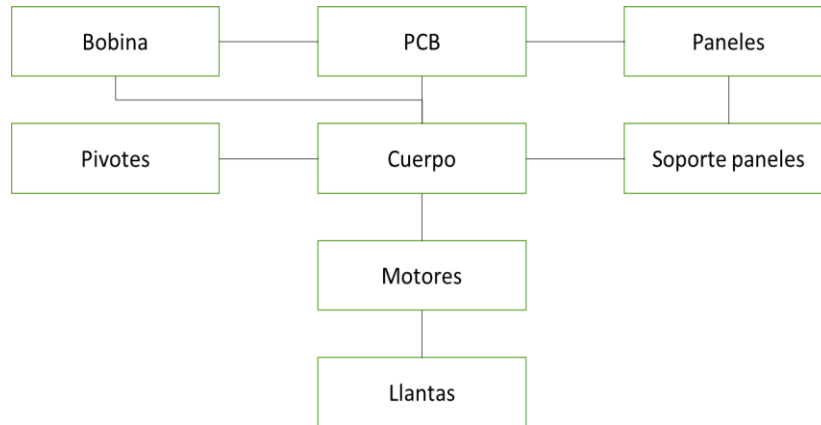 Bobina
PCB
Paneles
Pivotes
Cuerpo
Soporte paneles
Motores
Llantas